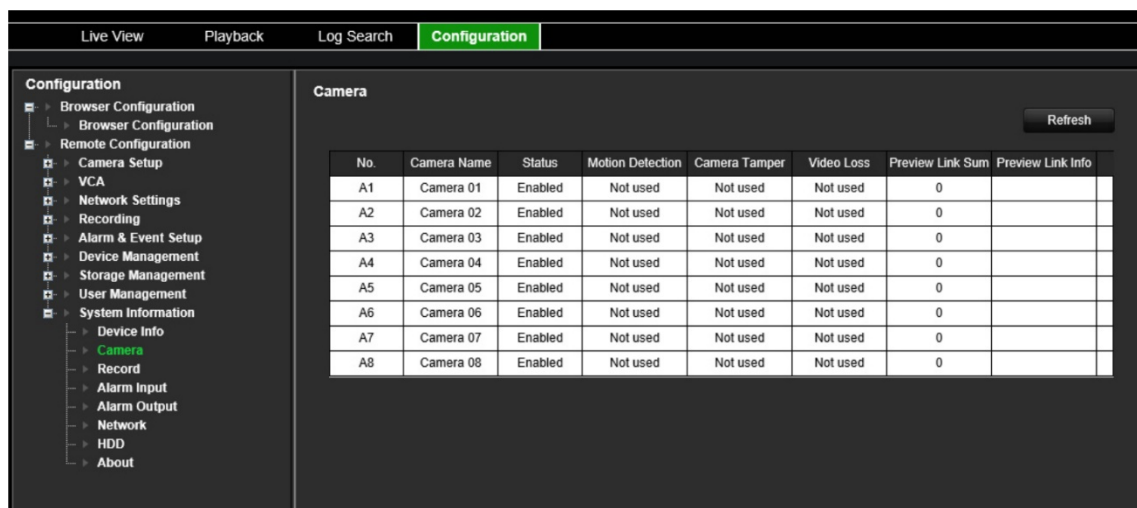 Live View Playback Log Search Configuration
Configuration
Browser Configuration
Browser Configuration
Remote Configuration
Camera Setup
VCA
Network Settings
Recording
Alarm & Event Setup
Device Management
Storage Management
User Management
System Information
Device Info
Camera
Record
Alarm Input
Alarm Output
Network
HDD
About
Camera
Refresh
No. Camera Name Status Motion Detection Camera Tamper Video Loss Preview Link Sum Preview Link Info
A1 Camera 01 Enabled Not used Not used Not used 0
A2 Camera 02 Enabled Not used Not used Not used 0
A3 Camera 03 Enabled Not used Not used Not used 0
A4 Camera 04 Enabled Not used Not used Not used 0
A5 Camera 05 Enabled Not used Not used Not used 0
A6 Camera 06 Enabled Not used Not used Not used 0
A7 Camera 07 Enabled Not used Not used Not used 0
A8 Camera 08 Enabled Not used Not used Not used 0